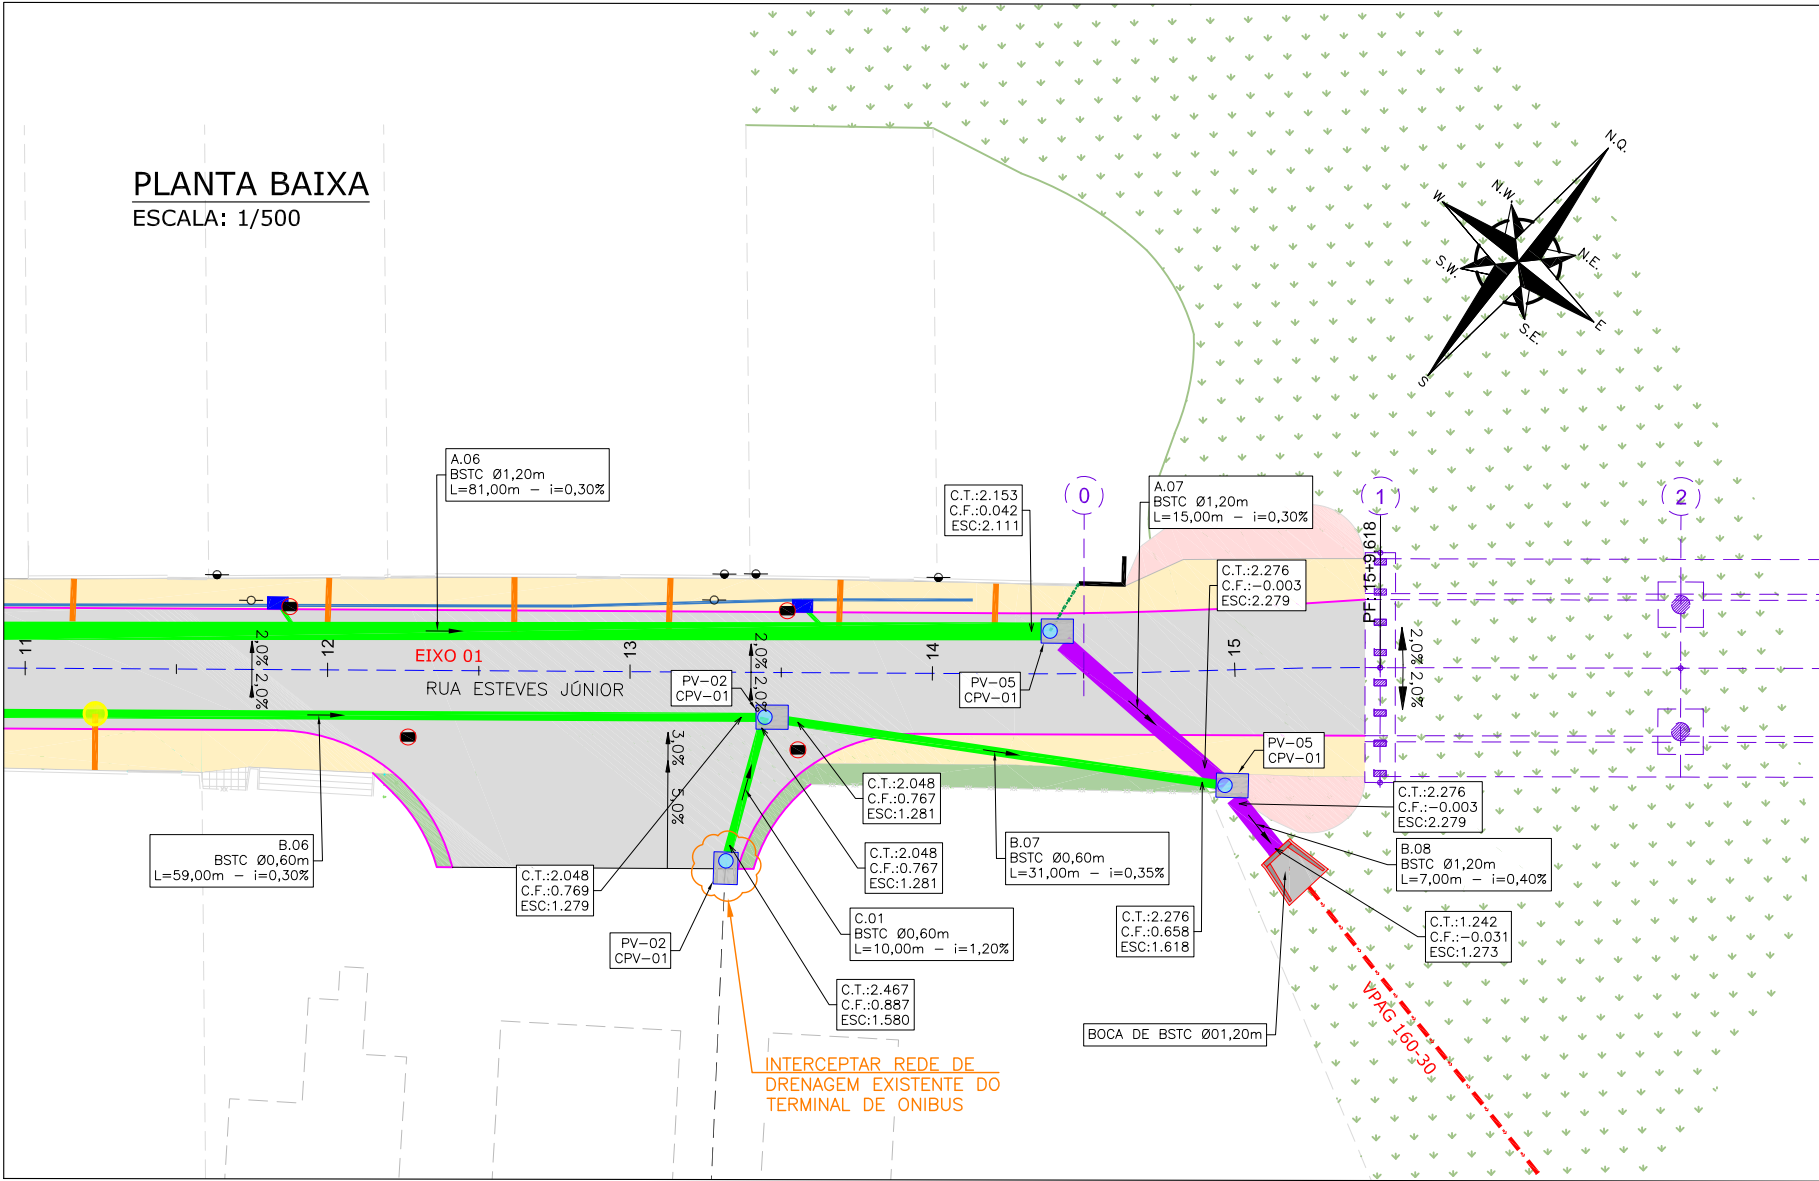 PLANTA BAIXA
ESCALA: 1/500
N.Q.
N.W.
W
N.E.
S.W.
E
S.E.
S
A.06
BSTC Ø1,20m
L=81,00m – i=0,30%
C.T.:2.153
C.F.:0.042
ESC:2.111
0
A.07
BSTC Ø1,20m
L=15,00m – i=0,30%
1
2
PF: 15+9,618
C.T.:2.276
C.F.:-0.003
ESC:2.279
11
2,0%
2,0%
12
EIXO 01
RUA ESTEVES JÚNIOR
13
2,0%
2,0%
14
15
2,0%
2,0%
PV-02
CPV-01
PV-05
CPV-01
PV-05
CPV-01
3,0%
5,0%
C.T.:2.048
C.F.:0.767
ESC:1.281
C.T.:2.276
C.F.:-0.003
ESC:2.279
B.06
BSTC Ø0,60m
L=59,00m – i=0,30%
C.T.:2.048
C.F.:0.769
ESC:1.279
C.T.:2.048
C.F.:0.767
ESC:1.281
B.07
BSTC Ø0,60m
L=31,00m – i=0,35%
B.08
BSTC Ø1,20m
L=7,00m – i=0,40%
PV-02
CPV-01
C.01
BSTC Ø0,60m
L=10,00m – i=1,20%
C.T.:2.276
C.F.:0.658
ESC:1.618
C.T.:1.242
C.F.:-0.031
ESC:1.273
C.T.:2.467
C.F.:0.887
ESC:1.580
BOCA DE BSTC Ø01,20m
VPAG 160-30
INTERCEPTAR REDE DE
DRENAGEM EXISTENTE DO
TERMINAL DE ONIBUS